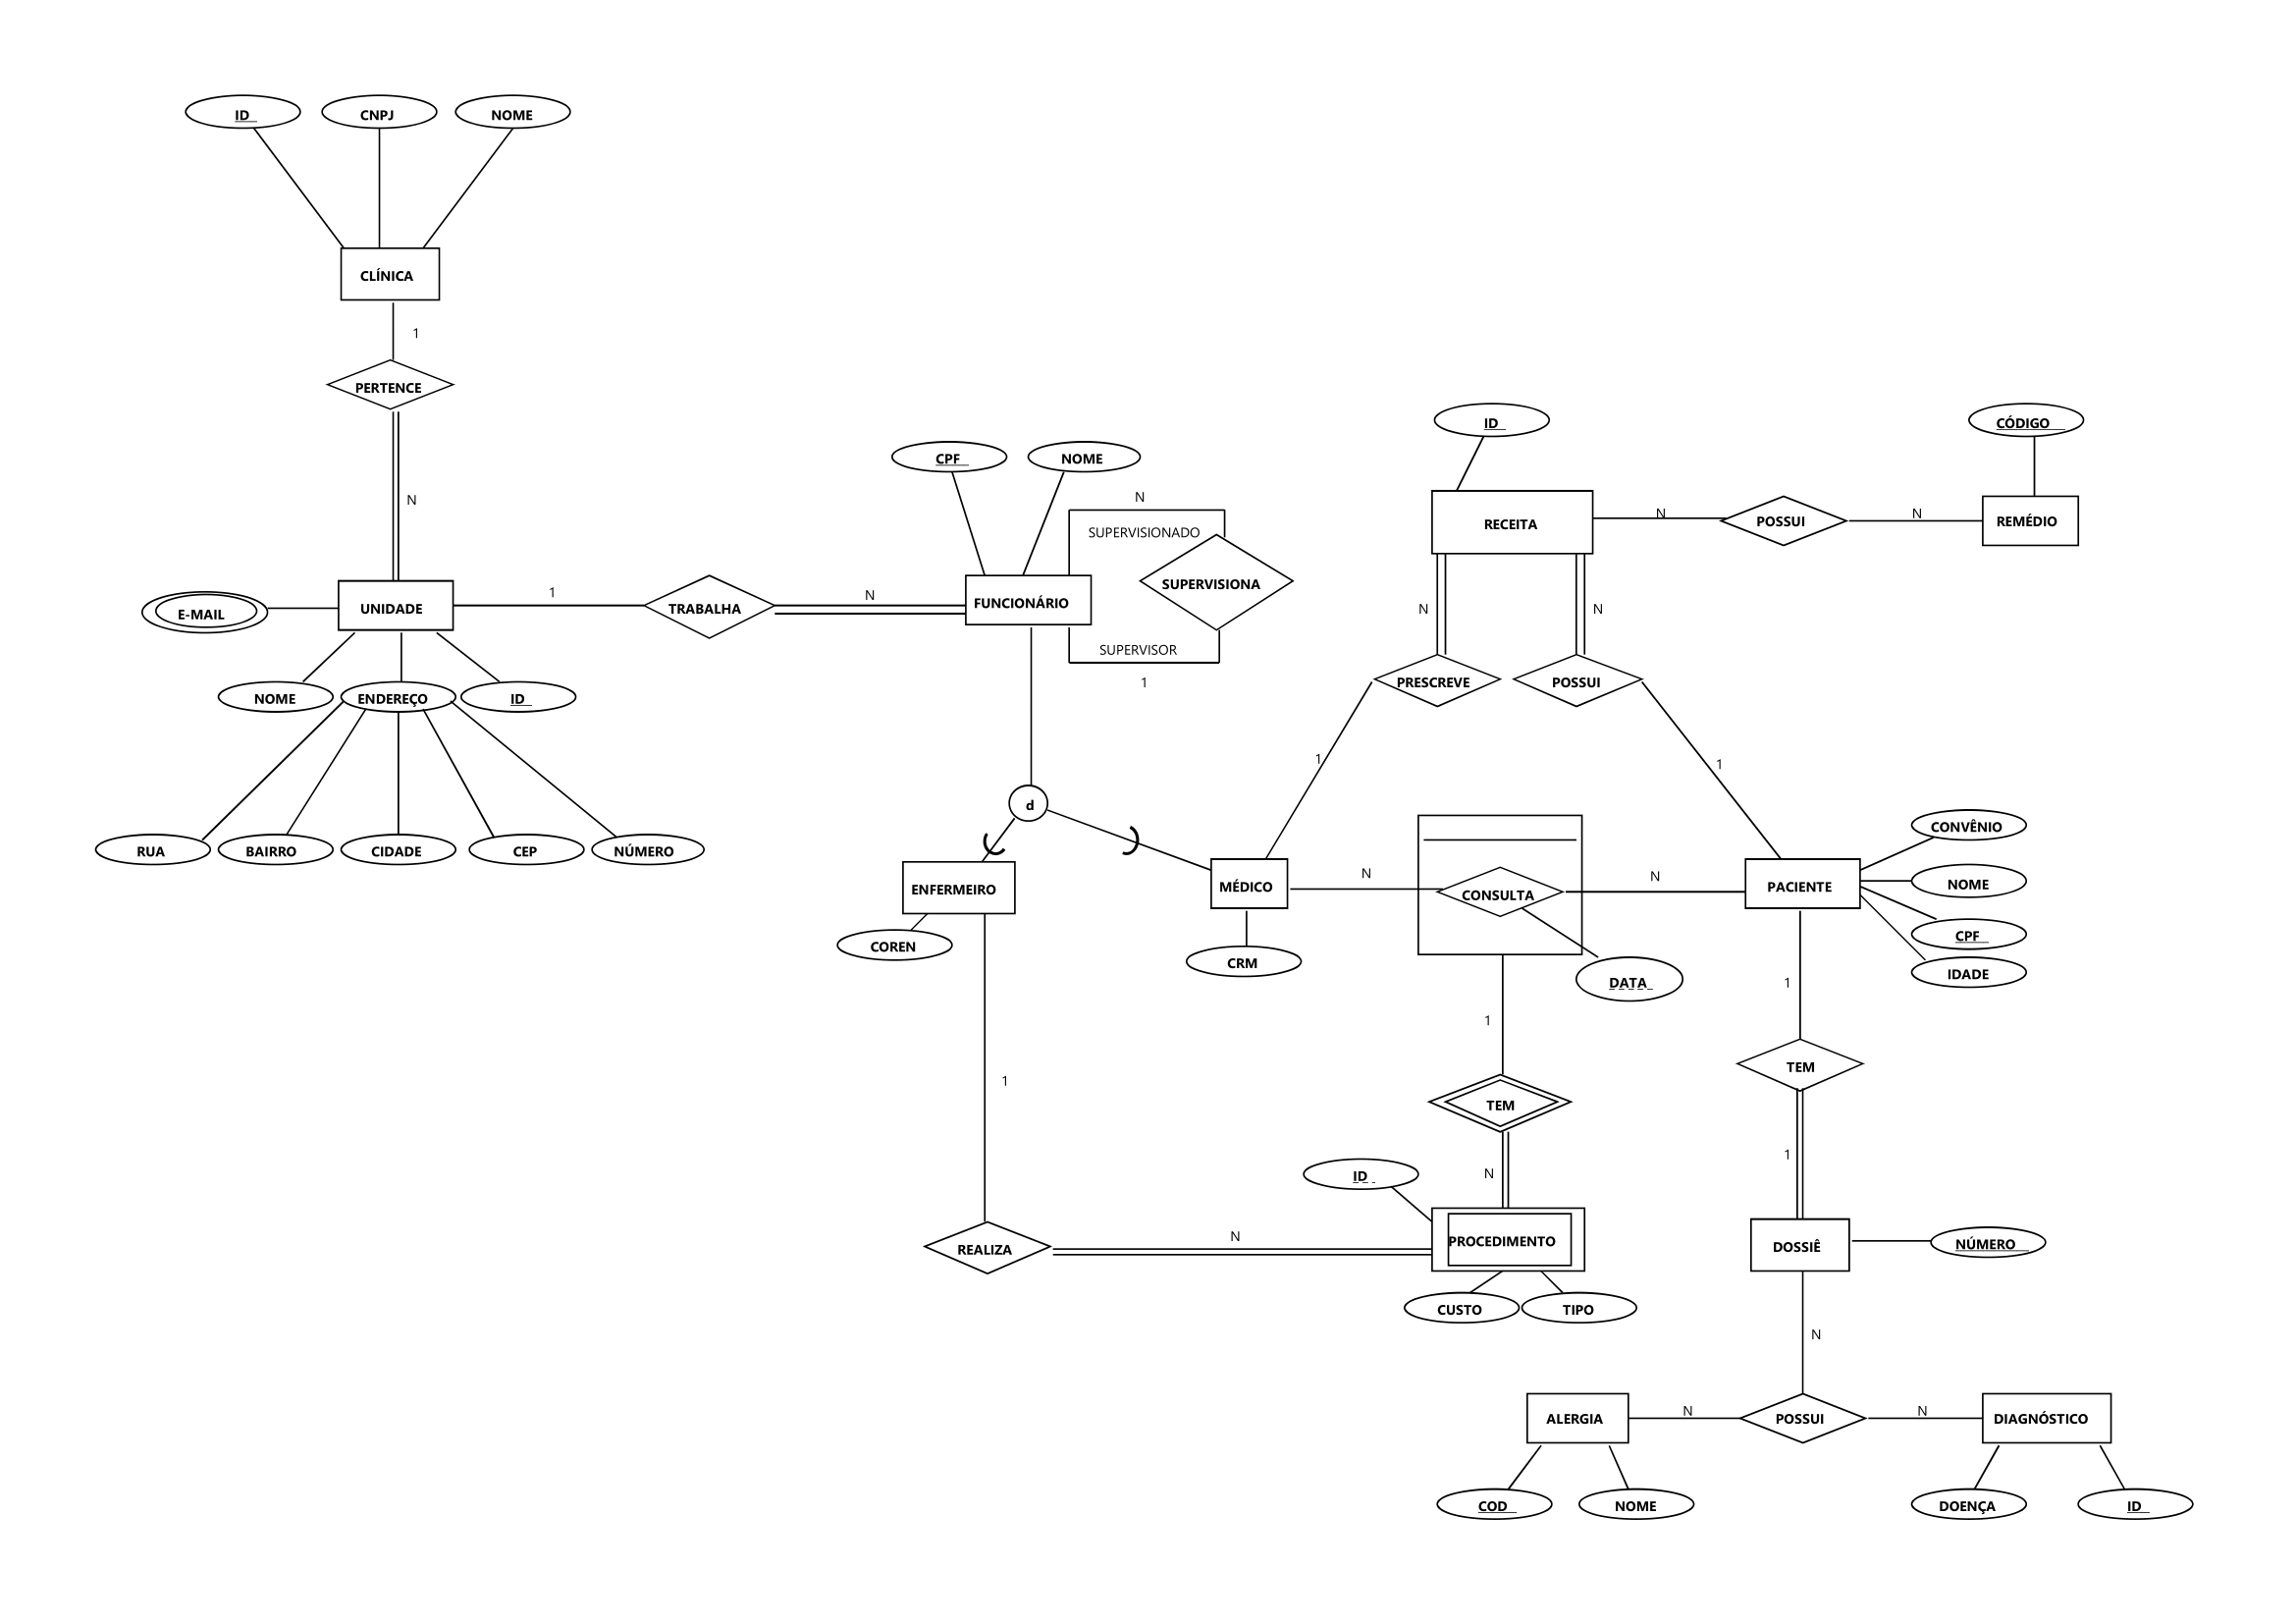 ID
CNPJ
NOME
CLÍNICA
1
PERTENCE
N
ID
CÓDIGO
CPF
NOME
N
SUPERVISIONADO
RECEITA
N
POSSUI
N
REMÉDIO
E-MAIL
UNIDADE
1
TRABALHA
N
FUNCIONÁRIO
SUPERVISIONA
N
N
SUPERVISOR
1
NOME
ENDEREÇO
ID
PRESCREVE
POSSUI
1
1
RUA
BAIRRO
CIDADE
CEP
NÚMERO
d
CONVÊNIO
ENFERMEIRO
MÉDICO
N
CONSULTA
N
PACIENTE
NOME
COREN
CRM
DATA
CPF
IDADE
1
1
1
TEM
TEM
1
N
ID
REALIZA
N
PROCEDIMENTO
DOSSIÊ
NÚMERO
CUSTO
TIPO
N
ALERGIA
N
POSSUI
N
DIAGNÓSTICO
COD
NOME
DOENÇA
ID